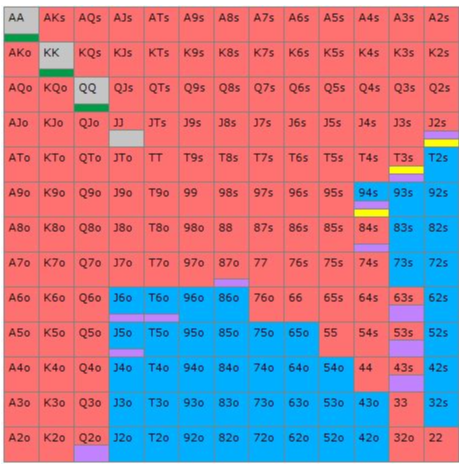 AA AKs AQs AJs ATs A9s A8s A7s A6s A5s A4s A3s A2s
AKo KK KQs KJs KTs K9s K8s K7s K6s K5s K4s K3s K2s
AQo KQo QQ QJs QTs Q9s Q8s Q7s Q6s Q5s Q4s Q3s Q2s
AJo KJo QJo JJ JTs J9s J8s J7s J6s J5s J4s J3s J2s
ATo KTo QTo JTo TT T9s T8s T7s T6s T5s T4s T3s T2s
A9o K9o Q9o J9o T9o 99 98s 97s 96s 95s 94s 93s 92s
A8o K8o Q8o J8o T8o 98o 88 87s 86s 85s 84s 83s 82s
A7o K7o Q7o J7o T7o 97o 87o 77 76s 75s 74s 73s 72s
A6o K6o Q6o J6o T6o 96o 86o 76o 66 65s 64s 63s 62s
A5o K5o Q5o J5o T5o 95o 85o 75o 65o 55 54s 53s 52s
A4o K4o Q4o J4o T4o 94o 84o 74o 64o 54o 44 43s 42s
A3o K3o Q3o J3o T3o 93o 83o 73o 63o 53o 43o 33 32s
A2o K2o Q2o J2o T2o 92o 82o 72o 62o 52o 42o 32o 22